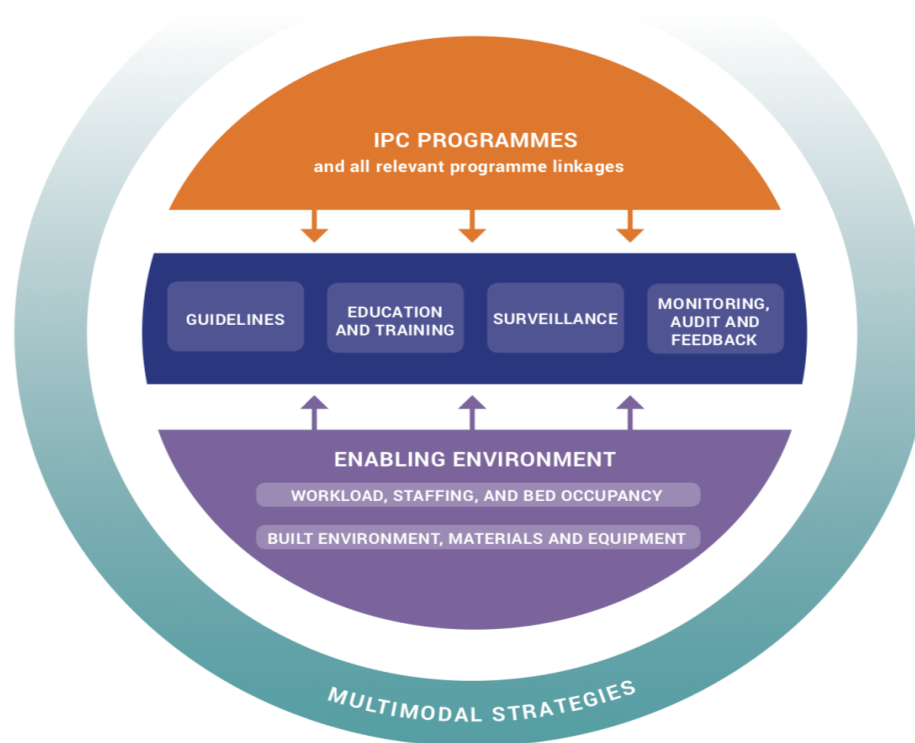 IPC PROGRAMMES
and all relevant programme linkages
GUIDELINES
EDUCATION
AND TRAINING
SURVEILLANCE
MONITORING,
AUDIT AND
FEEDBACK
ENABLING ENVIRONMENT
WORKLOAD, STAFFING, AND BED OCCUPANCY
BUILT ENVIRONMENT, MATERIALS AND EQUIPMENT
MULTIMODAL STRATEGIES